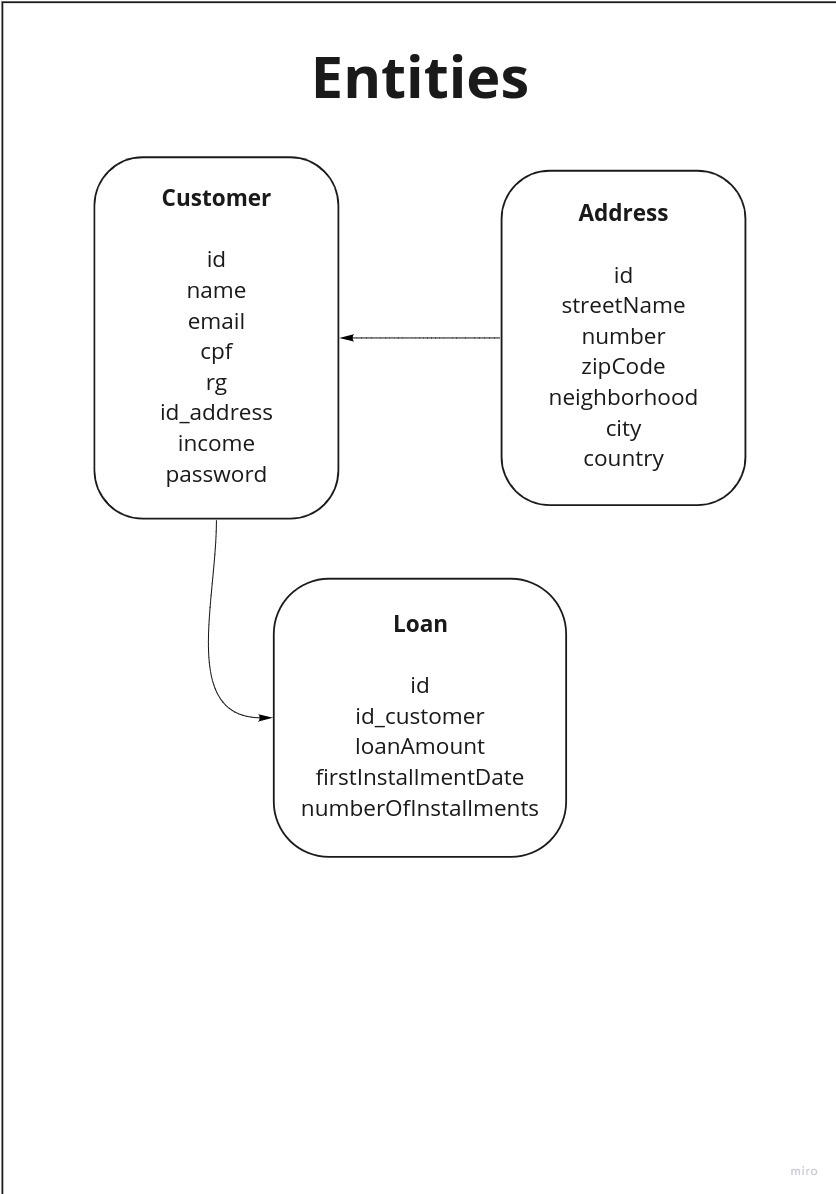 Entities
Customer
id
name
email
cpf
rg
id_address
income
password
Address
id
streetName
number
zipCode
neighborhood
city
country
Loan
id
id_customer
loanAmount
firstInstallmentDate
numberOfInstallments
miro